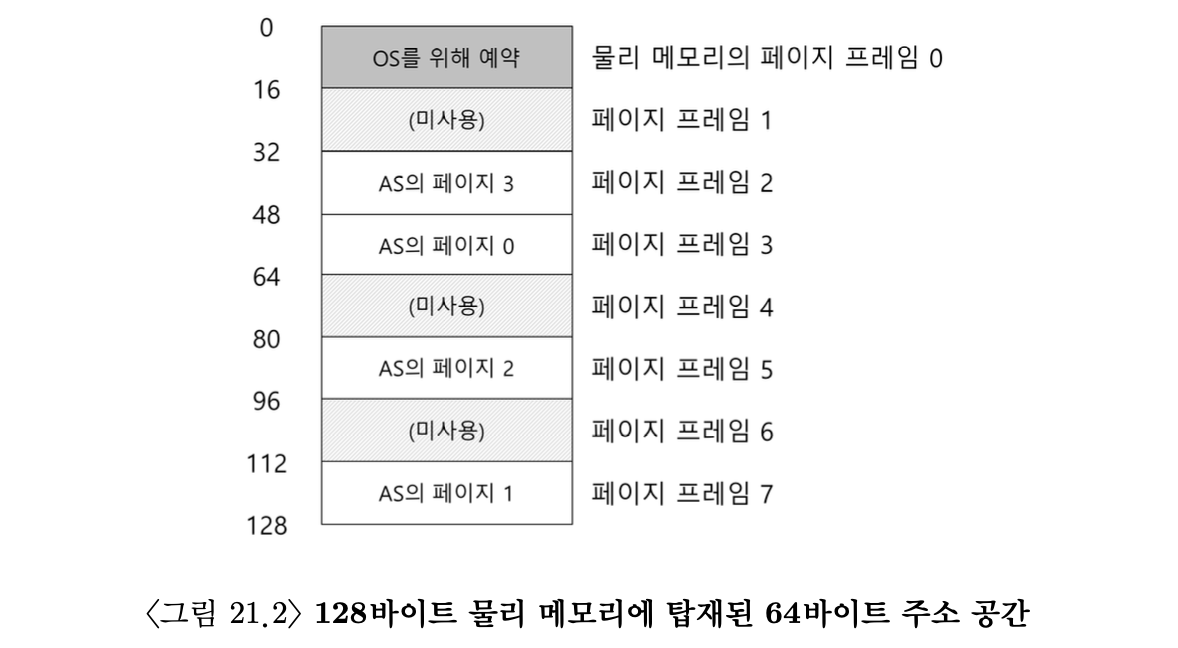 0
OS를 위해 예약 물리 메모리의 페이지 프레임 0
16
(미사용) 페이지 프레임 1
32
AS의 페이지 3 페이지 프레임 2
48
AS의 페이지 0 페이지 프레임 3
64
(미사용) 페이지 프레임 4
80
AS의 페이지 2 페이지 프레임 5
96
(미사용) 페이지 프레임 6
112
AS의 페이지 1 페이지 프레임 7
128
〈그림 21.2〉 128바이트 물리 메모리에 탑재된 64바이트 주소 공간